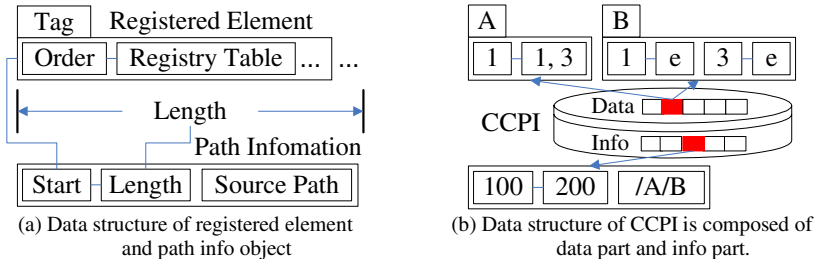 Tag Registered Element
Order Registry Table ... ...
Length
Path Infomation
Start Length Source Path
(a) Data structure of registered element
and path info object
A B
1 1, 3 1 e 3 e
Data
CCPI
Info
100 200 /A/B
(b) Data structure of CCPI is composed of
data part and info part.